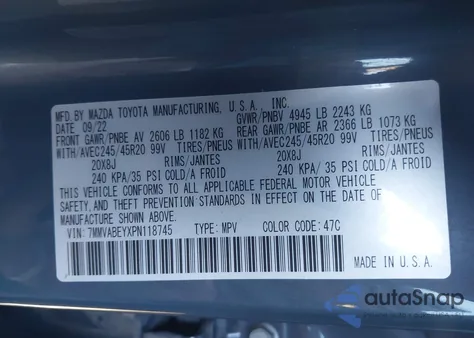 MFD.BY MAZDA TOYOTA MANUFACTURING, U.S.A., INC.
DATE 09/22 GVWR/PNBV 4945 LB 2243 KG
FRONT GAWR/PNBE AV 2606 LB 1182 KG REAR GAWR/PNBE AR 2366 LB 1073 KG
WITH/AVEC245/45R20 99V WITH/AVEC245/45R20 99V
20X8J RIMS/JANTES 20X8J RIMS/JANTES
240 KPA/35 PSI COLD/A FROID 240 KPA/35 PSI COLD/A FROID
THIS VEHICLE CONFORMS TO ALL APPLICABLE FEDERAL MOTOR VEHICLE
SAFETY, AND THEFT PREVENTION STANDARDS IN EFFECT ON THE DATE OF
MANUFACTURE SHOWN ABOVE.
VIN: 7MMVABEYXPN118745 TYPE: MPV COLOR CODE: 47C
MADE IN U.S.A.
autoSnap